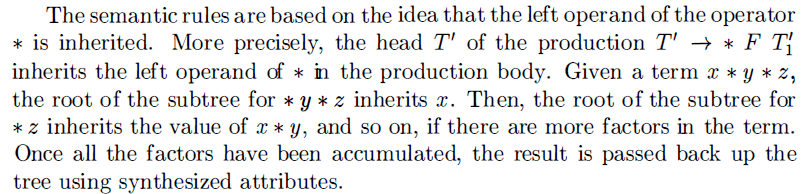 The semantic rules are based on the idea that the left operand of the operator
* is inherited. More precisely, the head T′ of the production T′ → * F T′₁
inherits the left operand of * in the production body. Given a term x * y * z,
the root of the subtree for * y * z inherits x. Then, the root of the subtree for
* z inherits the value of x * y, and so on, if there are more factors in the term.
Once all the factors have been accumulated, the result is passed back up the
tree using synthesized attributes.